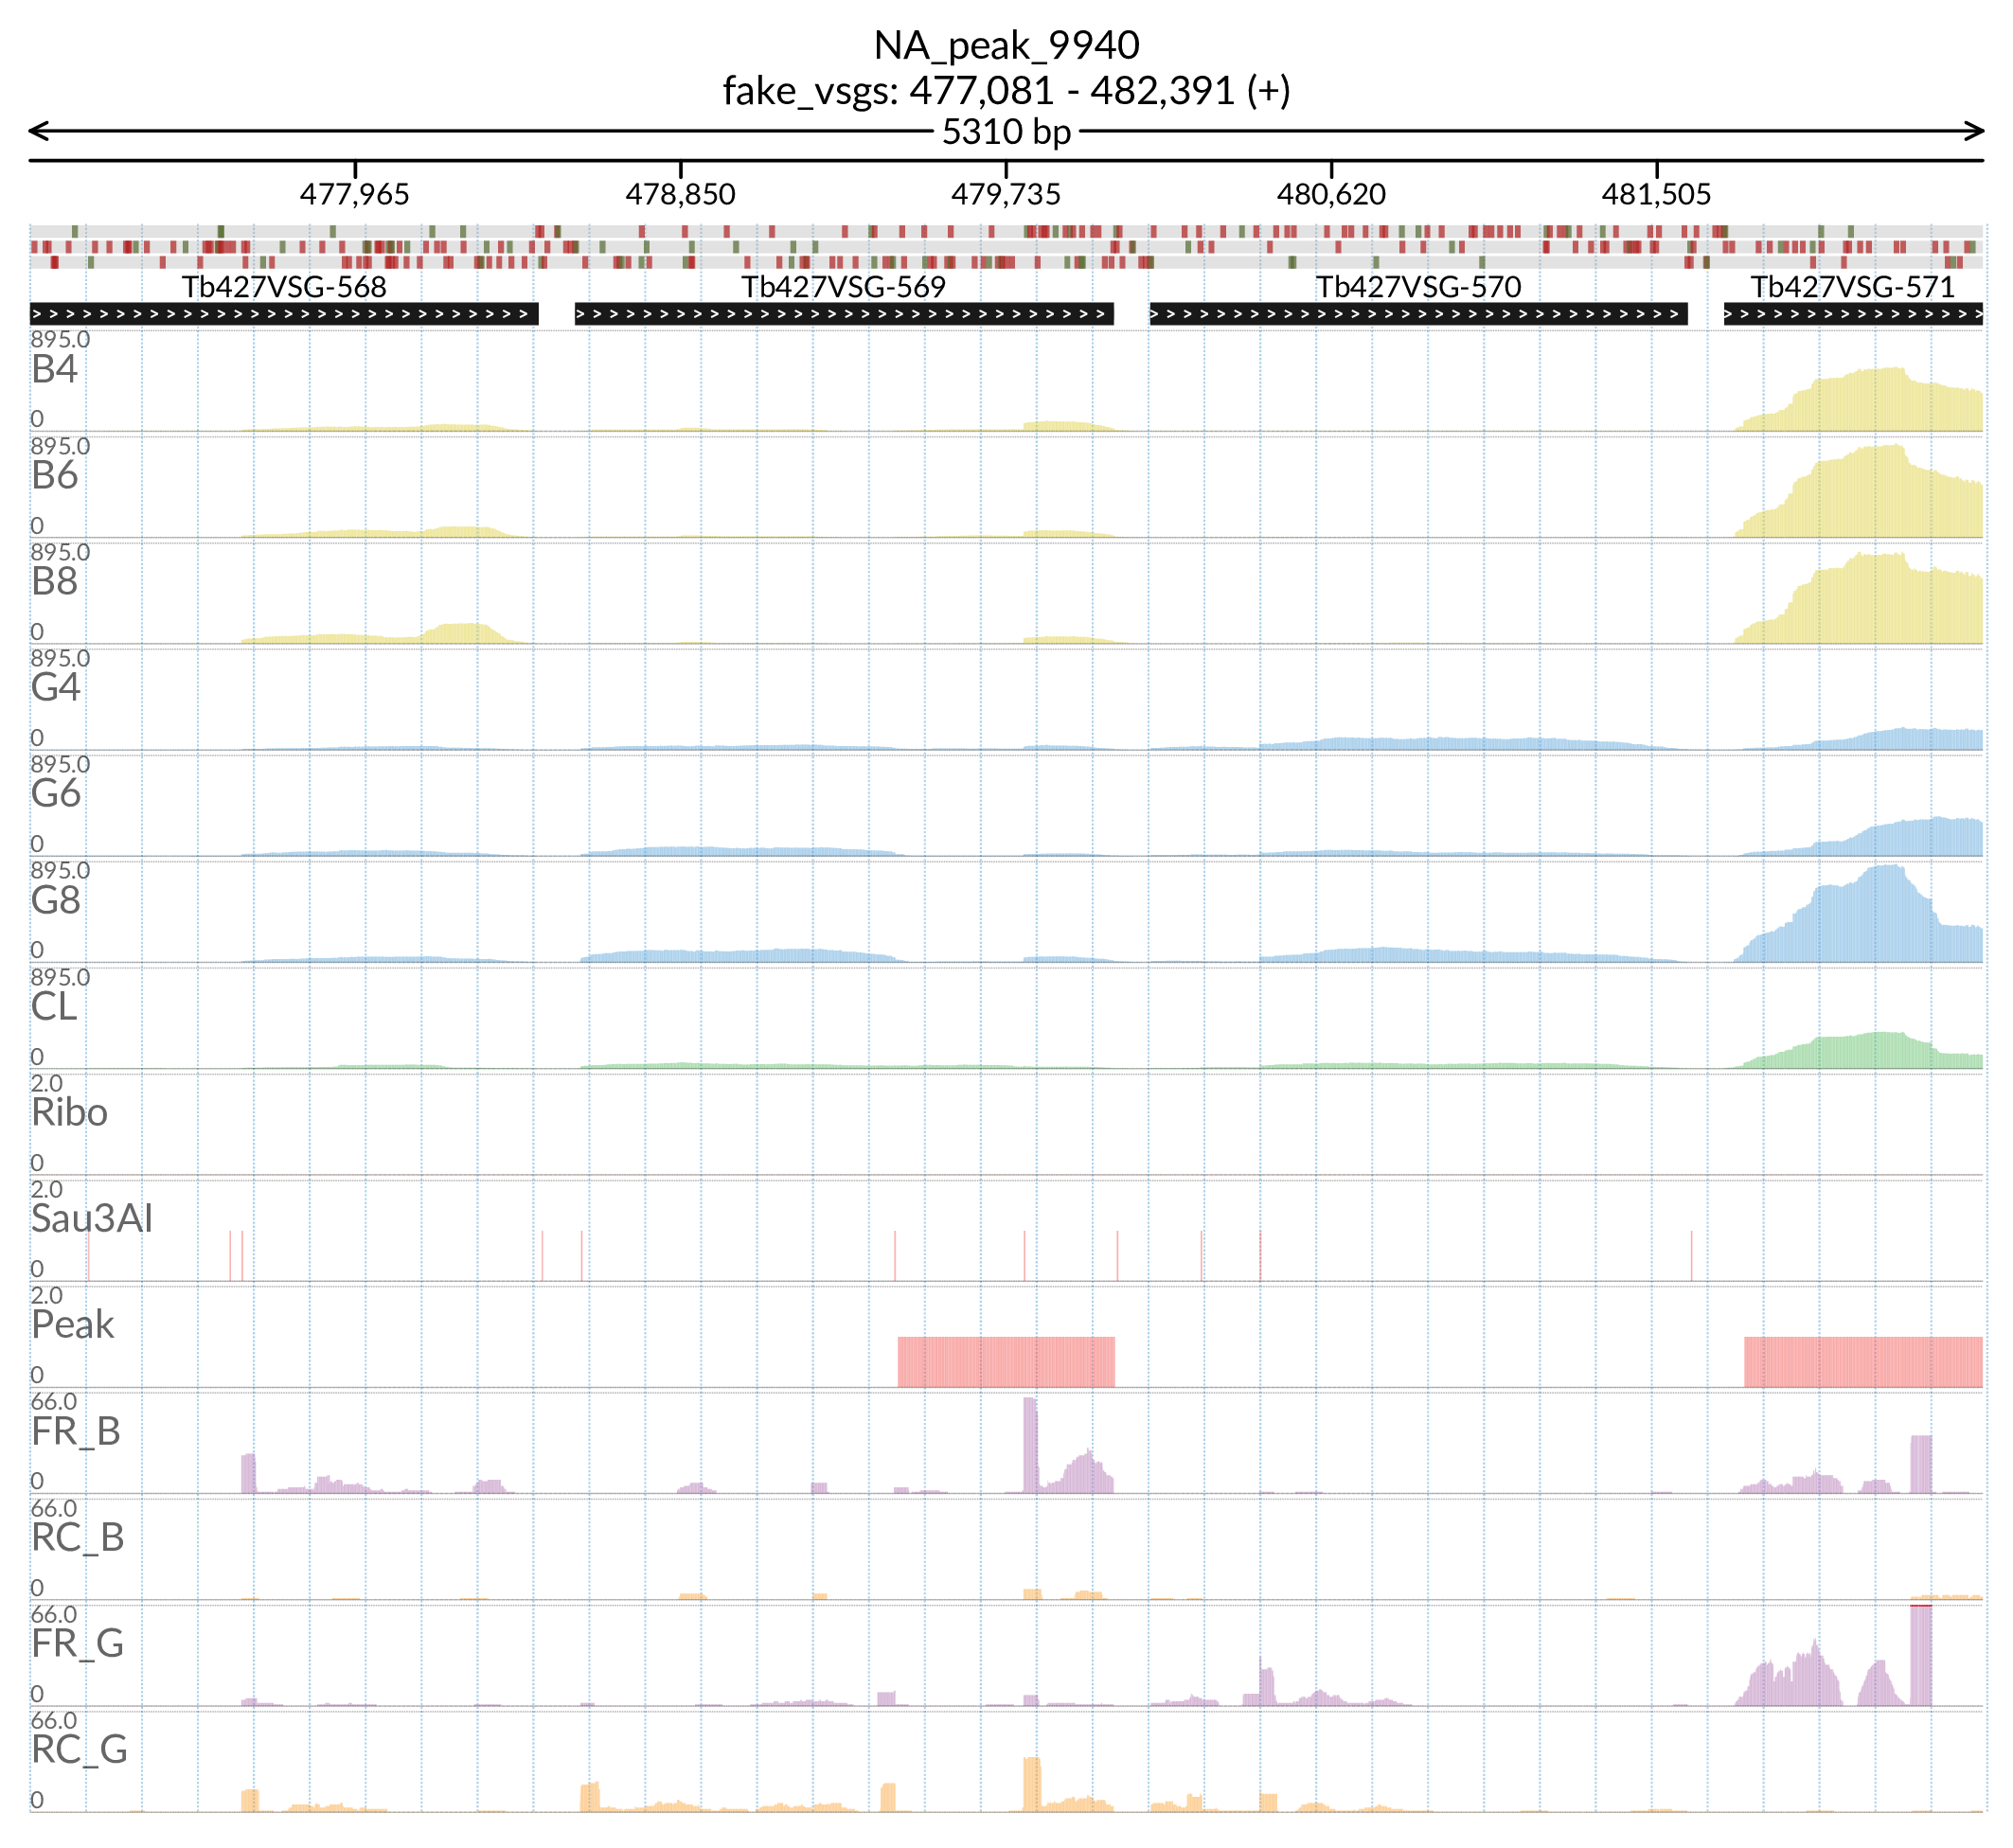 NA_peak_9940
fake_vsgs: 477,081 - 482,391 (+)
5310 bp
477,965 478,850 479,735 480,620 481,505
Tb427VSG-568 Tb427VSG-569 Tb427VSG-570 Tb427VSG-571
895.0
B4
0
895.0
B6
0
895.0
B8
0
895.0
G4
0
895.0
G6
0
895.0
G8
0
895.0
CL
0
2.0
Ribo
0
2.0
Sau3AI
0
2.0
Peak
0
66.0
FR_B
0
66.0
RC_B
0
66.0
FR_G
0
66.0
RC_G
0